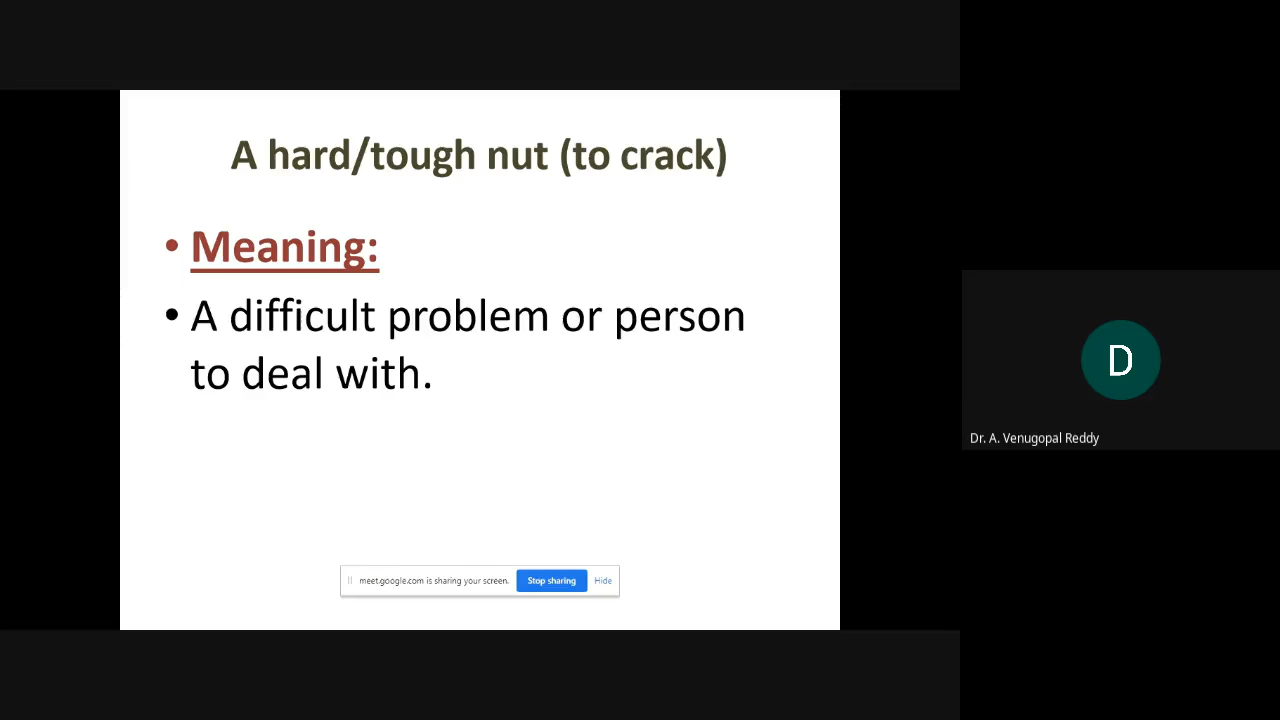 A hard/tough nut (to crack)
• Meaning:
• A difficult problem or person
to deal with.
meet.google.com is sharing your screen. Stop sharing Hide
D
Dr. A. Venugopal Reddy